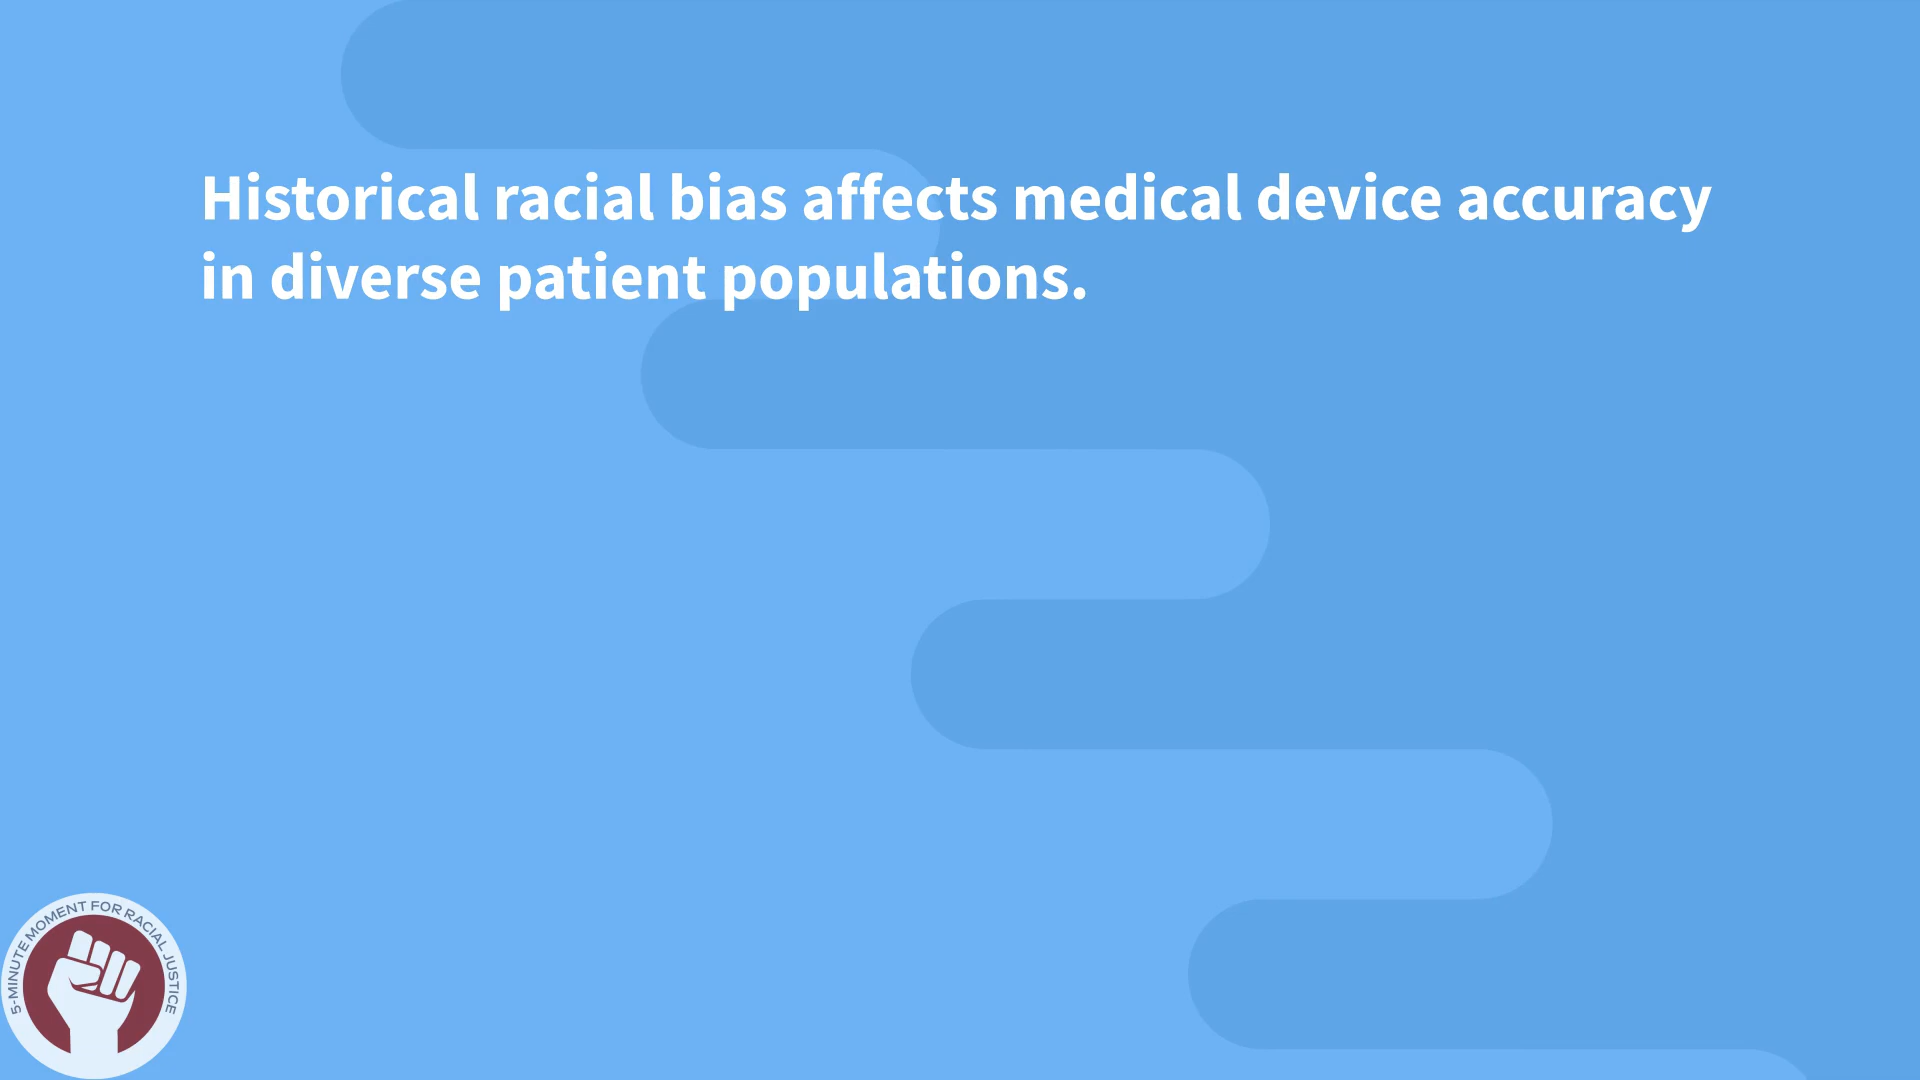 Historical racial bias affects medical device accuracy
in diverse patient populations.
5-MINUTE MOMENT FOR RACIAL JUSTICE